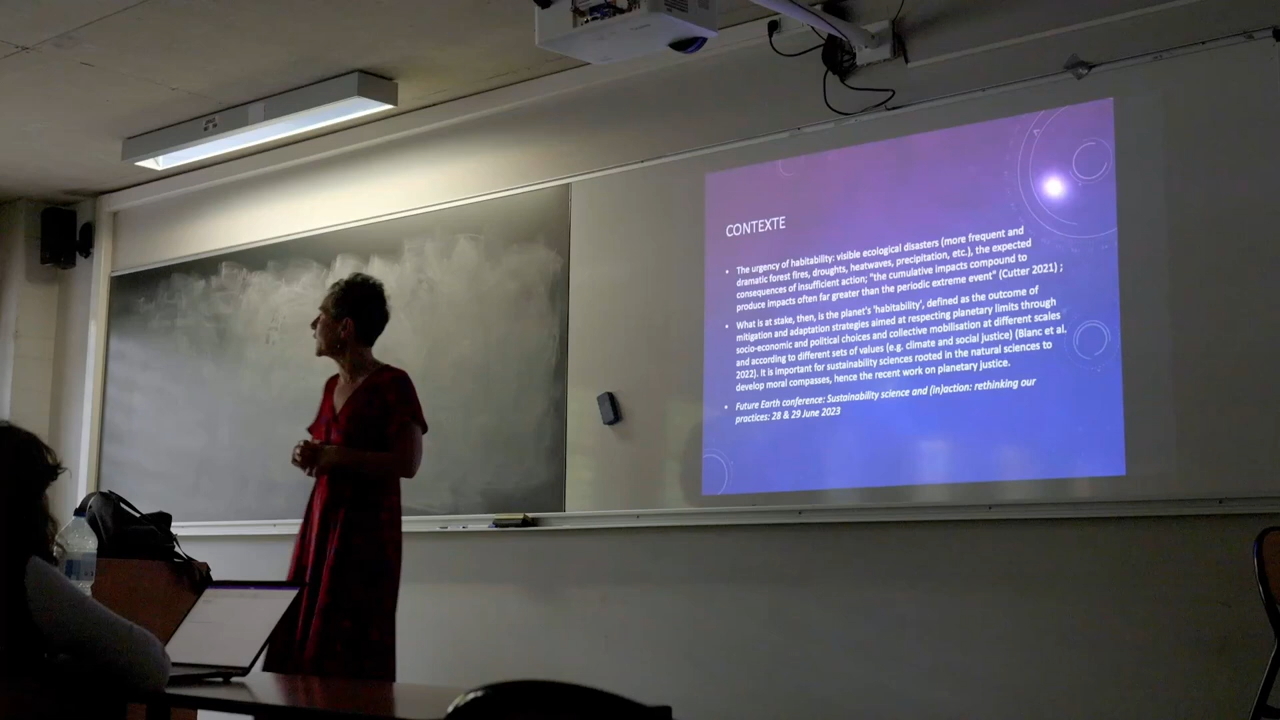 CONTEXTE
• The urgency of habitability: visible ecological disasters (more frequent and
dramatic forest fires, droughts, heatwaves, precipitation, etc.), the expected
consequences of insufficient action; "the cumulative impacts compound to
produce impacts often far greater than the periodic extreme event" (Cutter 2021) ;
• What is at stake, then, is the planet's 'habitability', defined as the outcome of
mitigation and adaptation strategies aimed at respecting planetary limits through
socio-economic and political choices and collective mobilisation at different scales
and according to different sets of values (e.g. climate and social justice) (Blanc et al.
2022). It is important for sustainability sciences rooted in the natural sciences to
develop moral compasses, hence the recent work on planetary justice.
• Future Earth conference: Sustainability science and (in)action: rethinking our
practices: 28 & 29 June 2023